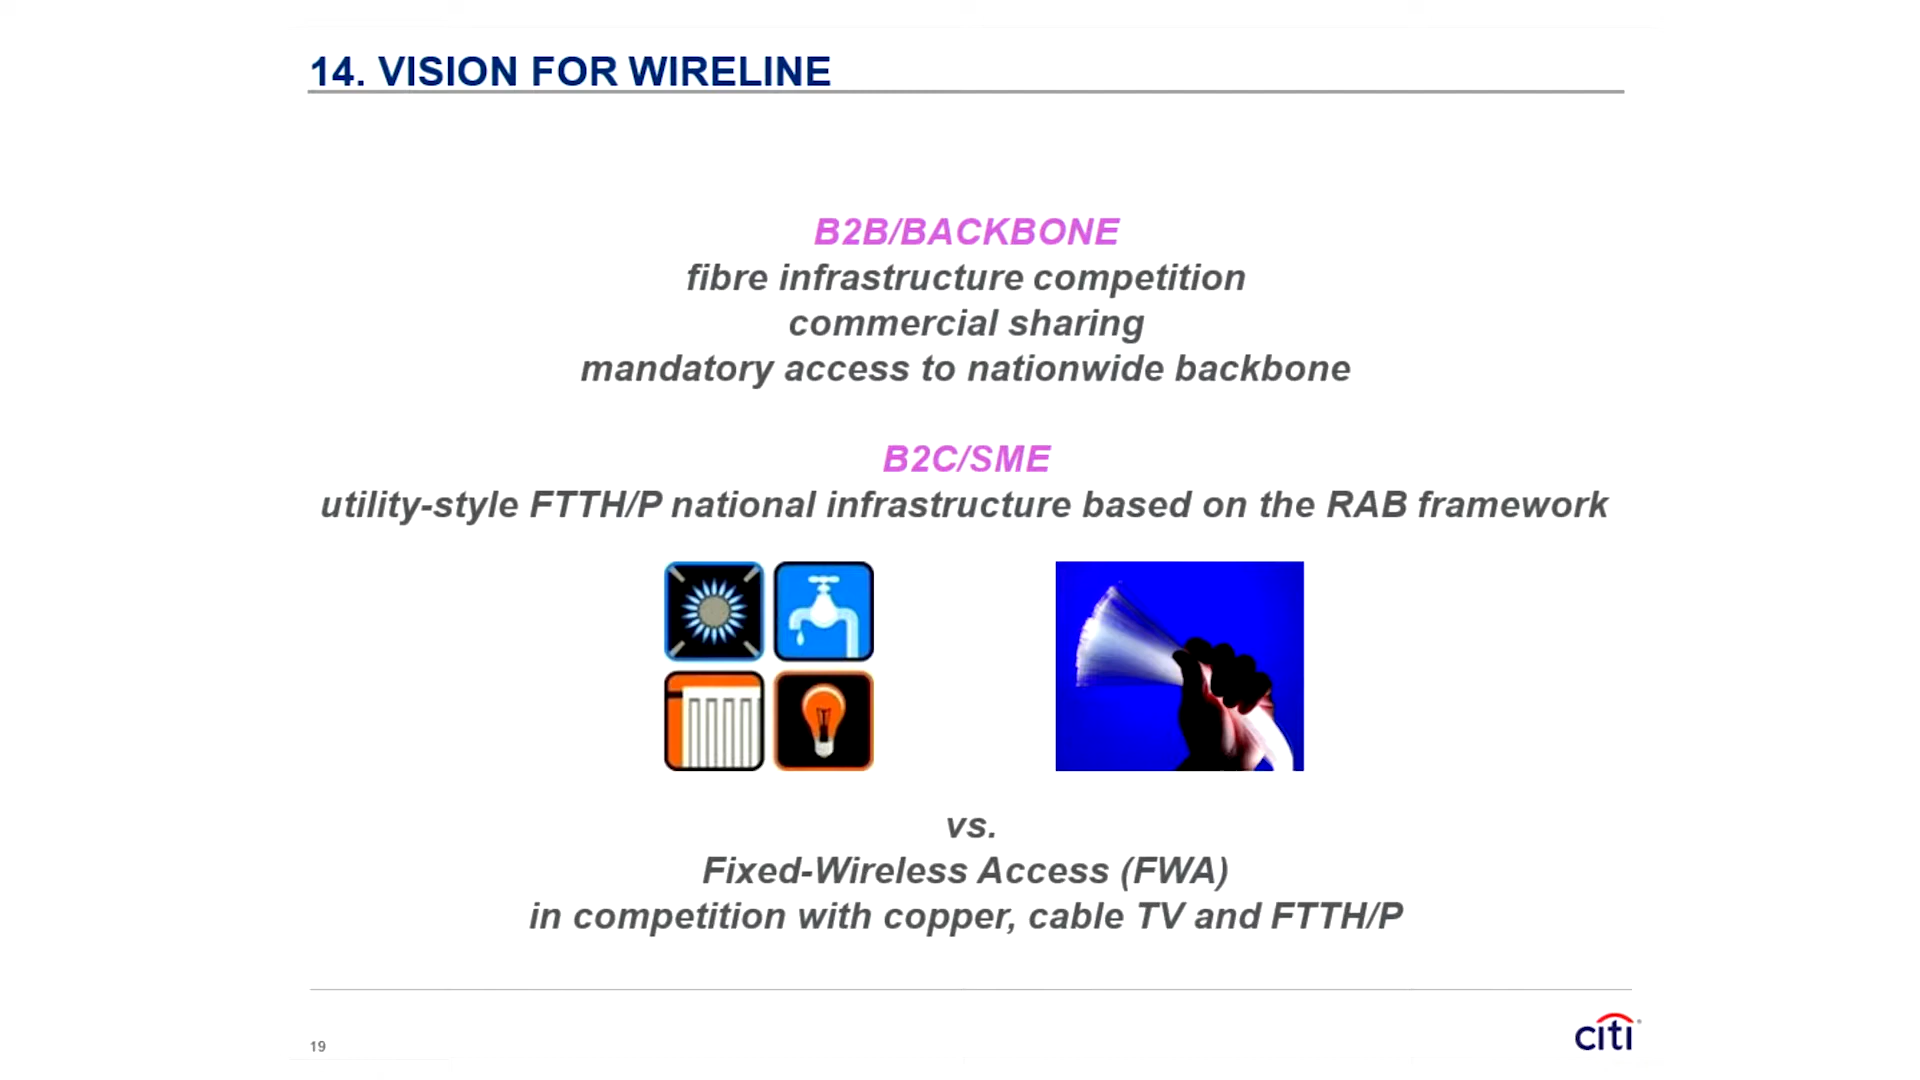 14. VISION FOR WIRELINE
B2B/BACKBONE
fibre infrastructure competition
commercial sharing
mandatory access to nationwide backbone
B2C/SME
utility-style FTTH/P national infrastructure based on the RAB framework
vs.
Fixed-Wireless Access (FWA)
in competition with copper, cable TV and FTTH/P
19
citi